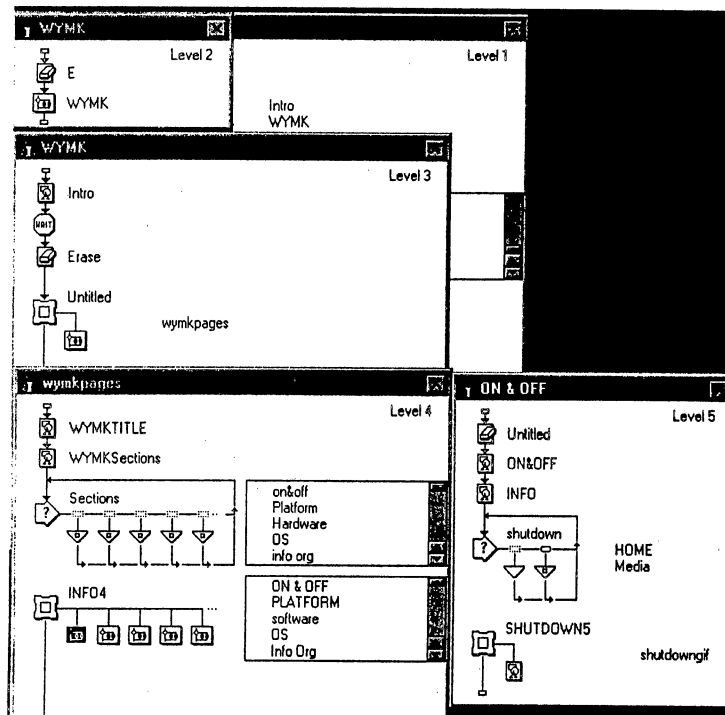 WYMK
Level 2
E
WYMK
Level 1
Intro
WYMK
WYMK
Level 3
Intro
WAIT
Erase
Untitled
wymkpages
wymkpages
Level 4
WYMKTITLE
WYMKSections
Sections
?
on&off
Platform
Hardware
OS
info org
INFO4
ON & OFF
PLATFORM
software
OS
Info Org
ON & OFF
Level 5
Untitled
ON&OFF
INFO
shutdown
?
HOME
Media
SHUTDOWN5
shutdowngif